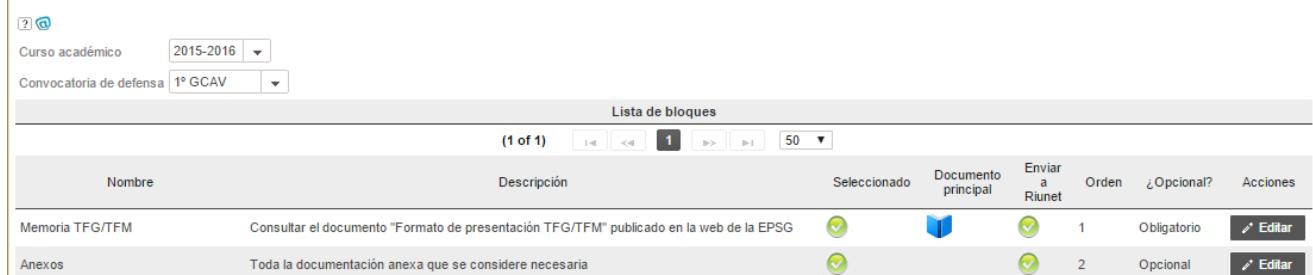 ?
Curso académico 2015-2016
Convocatoria de defensa 1º GCAV
Lista de bloques
(1 of 1) 1 50
Nombre Descripción Seleccionado Documento principal Enviar a Riunet Orden ¿Opcional? Acciones
Memoria TFG/TFM Consultar el documento "Formato de presentación TFG/TFM" publicado en la web de la EPSG 1 Obligatorio Editar
Anexos Toda la documentación anexa que se considere necesaria 2 Opcional Editar